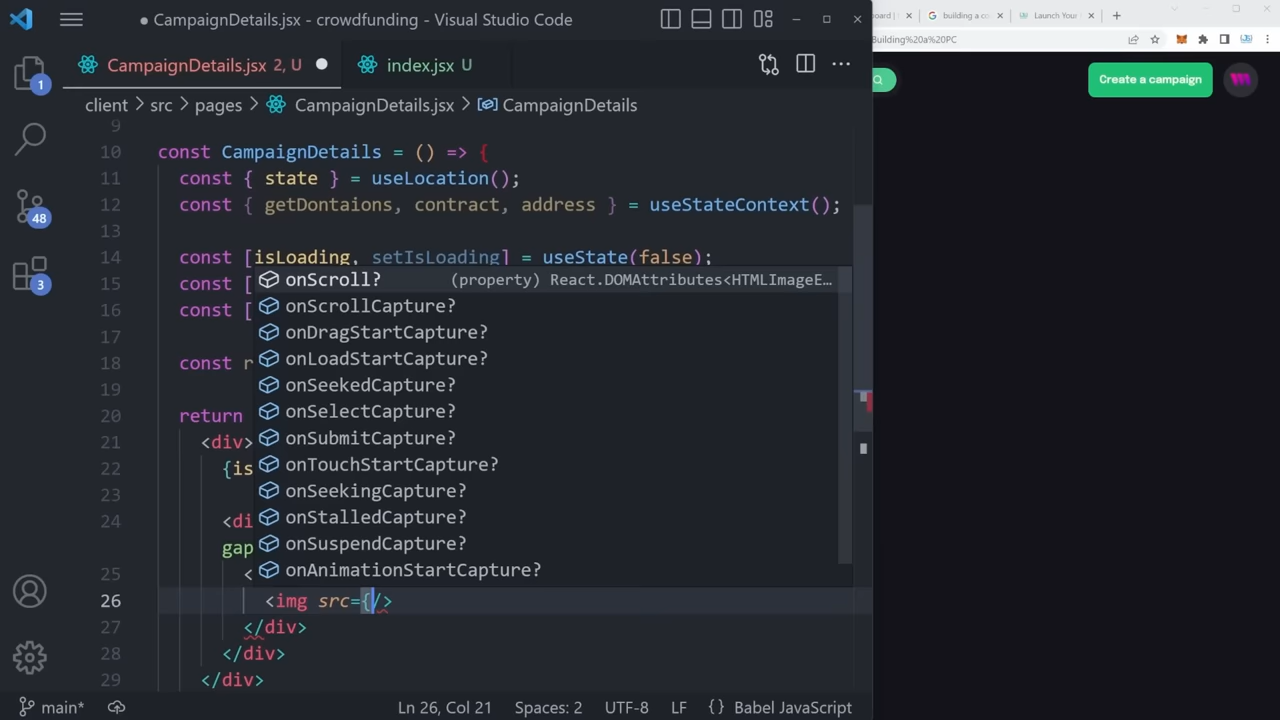 CampaignDetails.jsx - crowdfunding - Visual Studio Code
CampaignDetails.jsx 2, U
index.jsx U
client > src > pages > CampaignDetails.jsx > CampaignDetails
9
10 const CampaignDetails = () => {
11 const { state } = useLocation();
12 const { getDontaions, contract, address } = useStateContext();
13
14 const [isLoading, setIsLoading] = useState(false);
15 const [
16 const [
17
18 const r
19
20 return
21 <div>
22 {is
23
24 <di
gap
25 <
26 <img src={/>
27 </div>
28 </div>
29 </div>
onScroll? (property) React.DOMAttributes<HTMLImageE…
onScrollCapture?
onDragStartCapture?
onLoadStartCapture?
onSeekedCapture?
onSelectCapture?
onSubmitCapture?
onTouchStartCapture?
onSeekingCapture?
onStalledCapture?
onSuspendCapture?
onAnimationStartCapture?
1
48
3
main*
Ln 26, Col 21
Spaces: 2
UTF-8
LF
{} Babel JavaScript
board |
building a co
Launch Your
Building%20a%20PC
Create a campaign